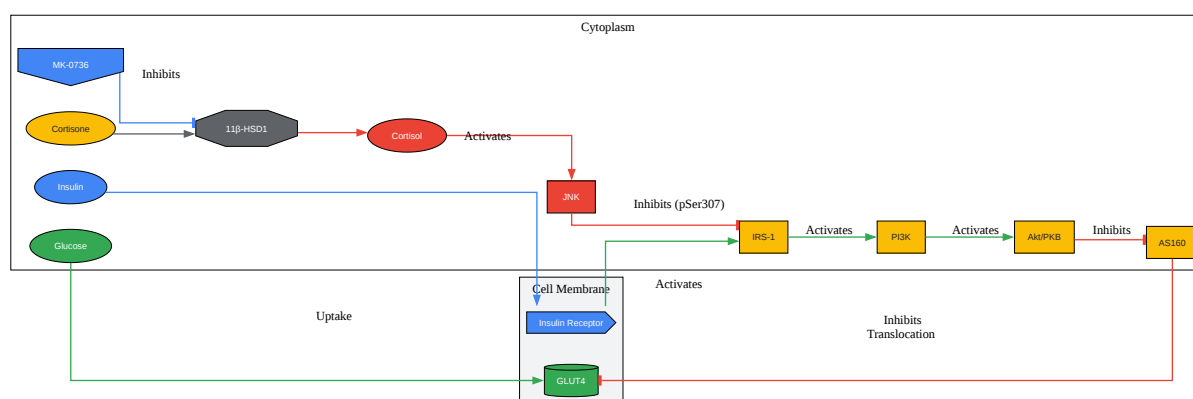 Cytoplasm
MK-0736
Inhibits
Cortisone
11β-HSD1
Cortisol
Activates
Insulin
JNK
Inhibits (pSer307)
Glucose
IRS-1
Activates
PI3K
Activates
Akt/PKB
Inhibits
AS160
Cell Membrane
Activates
Uptake
Insulin Receptor
Inhibits
Translocation
GLUT4